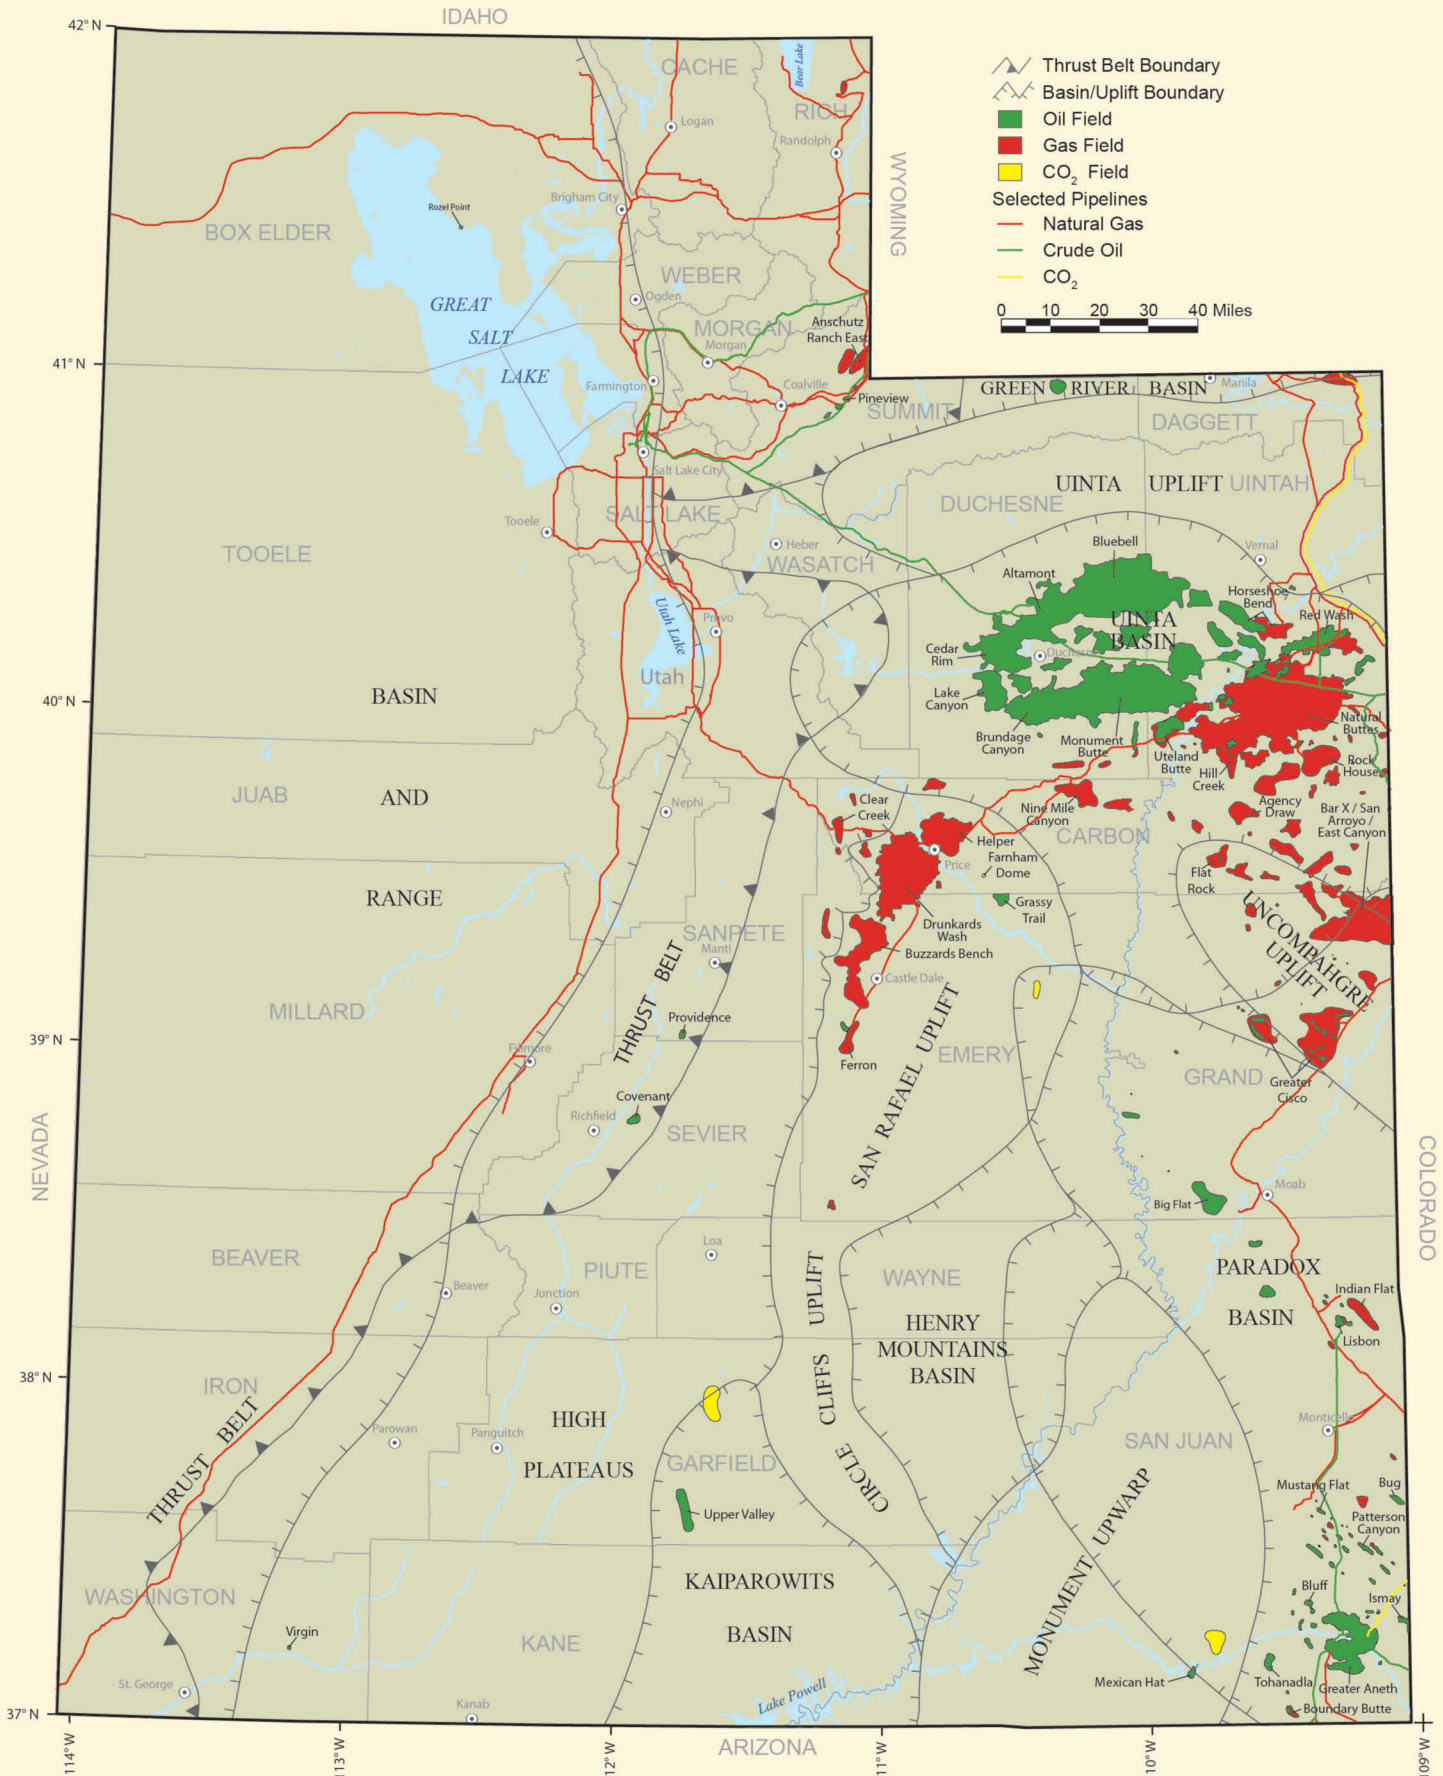 IDAHO
42° N
CACHE
Bear Lake
RICH
Logan
Randolph
WYOMING
Thrust Belt Boundary
Basin/Uplift Boundary
Oil Field
Gas Field
CO2 Field
Selected Pipelines
Natural Gas
Crude Oil
CO2
0 10 20 30 40 Miles
Brigham City
Rozel Point
BOX ELDER
WEBER
GREAT
SALT
LAKE
Ogden
MORGAN
Morgan
Anschutz
Ranch East
41° N
Farmington
Coalville
Pineview
SUMMIT
GREEN RIVER BASIN
Manila
DAGGETT
Salt Lake City
UINTA UPLIFT
UINTAH
DUCHESNE
SALT LAKE
Tooele
TOOELE
Heber
WASATCH
Bluebell
Vernal
Altamont
Horseshoe
Bend
Red Wash
UINTA
BASIN
Utah Lake
Provo
Cedar
Rim
Duchesne
Utah
Lake
Canyon
BASIN
40° N
Brundage
Canyon
Monument
Butte
Natural
Buttes
Uteland
Butte
Hill
Creek
Rock
House
JUAB
AND
Nephi
Clear
Creek
Nine Mile
Canyon
Agency
Draw
Bar X / San
Arroyo /
East Canyon
CARBON
Helper
Price
Farnham
Dome
Flat
Rock
RANGE
Grassy
Trail
UNCOMPAHGRE
UPLIFT
SANPETE
Manti
Drunkards
Wash
Buzzards Bench
Castle Dale
THRUST BELT
MILLARD
Providence
39° N
Fillmore
Ferron
SAN RAFAEL UPLIFT
EMERY
GRAND
Greater
Cisco
Covenant
Richfield
SEVIER
NEVADA
COLORADO
Moab
Big Flat
Loa
BEAVER
PIUTE
WAYNE
PARADOX
BASIN
Beaver
Junction
Indian Flat
Lisbon
HENRY
MOUNTAINS
BASIN
CIRCLE CLIFFS UPLIFT
38° N
IRON
THRUST BELT
HIGH
PLATEAUS
Parowan
Panguitch
GARFIELD
Monticello
SAN JUAN
Upper Valley
Mustang Flat
Bug
Patterson
Canyon
MONUMENT UPWARP
KAIPAROWITS
BASIN
WASHINGTON
Bluff
Ismay
Virgin
KANE
St. George
Kanab
Lake Powell
Mexican Hat
Tohanadla
Greater Aneth
Boundary Butte
37° N
114° W
113° W
112° W
ARIZONA
111° W
110° W
109° W